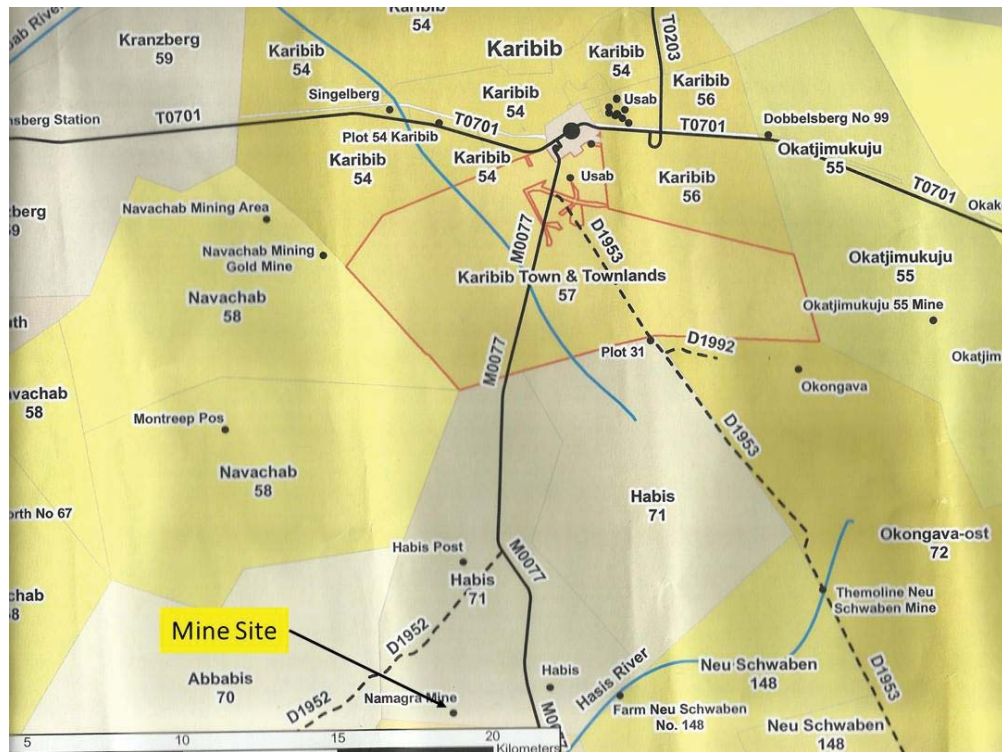 Kranzberg
59
Karibib
54
Karibib
54
Singelberg
Karibib
54
Karibib
Karibib
54
Usab
Karibib
56
T0203
nsberg Station
T0701
Plot 54 Karibib
T0701
T0701
Dobbelsberg No 99
Okatjimukuju
55
T0701
Karibib
54
Karibib
54
Usab
Karibib
56
Navachab Mining Area
Navachab Mining
Gold Mine
Navachab
58
M0077
D1953
Karibib Town & Townlands
57
Okatjimukuju
55
Okatjimukuju 55 Mine
Plot 31
D1992
Okongava
M0077
Montreep Pos
Navachab
58
D1953
Habis
71
Okongava-ost
72
Habis Post
M0077
Habis
71
Themoline Neu
Schwaben Mine
Mine Site
D1952
Abbabis
70
D1952
Namagra Mine
Habis
Hasis River
Neu Schwaben
148
D1953
Farm Neu Schwaben
No. 148
Neu Schwaben
148
5
10
15
20
Kilometers